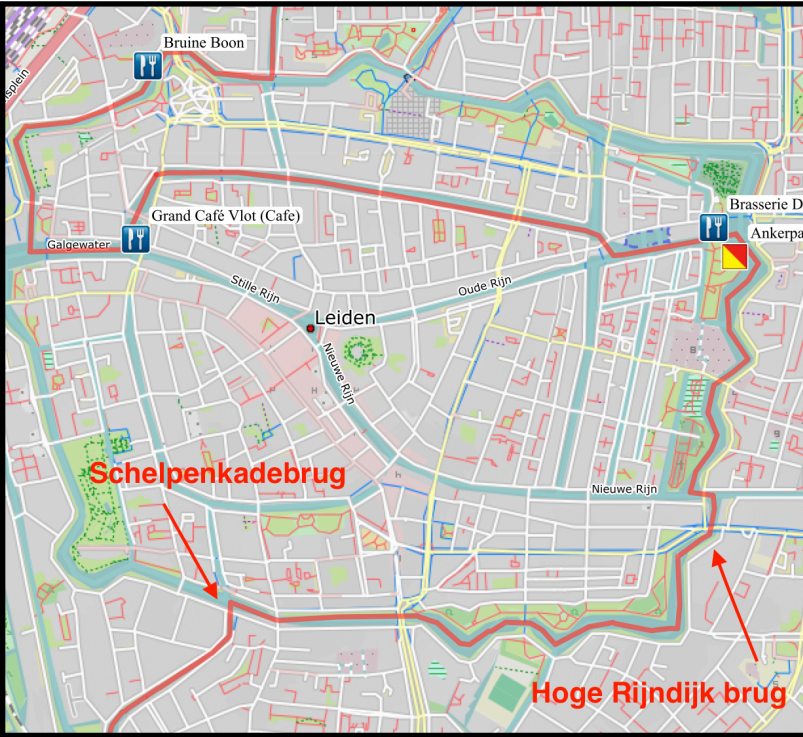 Bruine Boon
Grand Café Vlot (Cafe)
Brasserie D
Ankerpa
Galgewater
Stille Rijn
Oude Rijn
Leiden
Nieuwe Rijn
Schelpenkadebrug
Nieuwe Rijn
Hoge Rijndijk brug